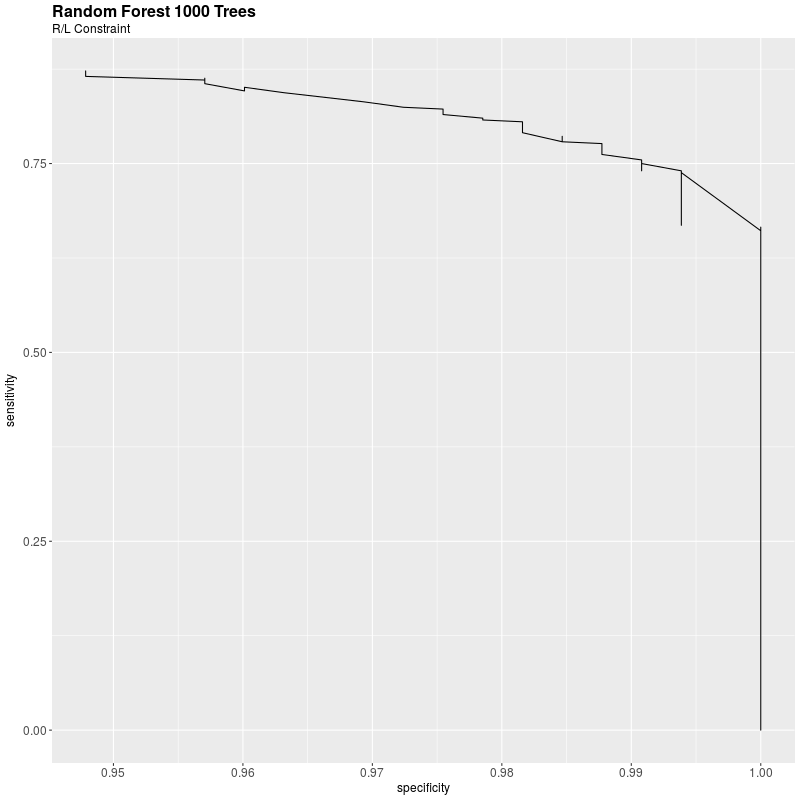 Random Forest 1000 Trees
R/L Constraint
sensitivity
0.75
0.50
0.25
0.00
0.95 0.96 0.97 0.98 0.99 1.00
specificity